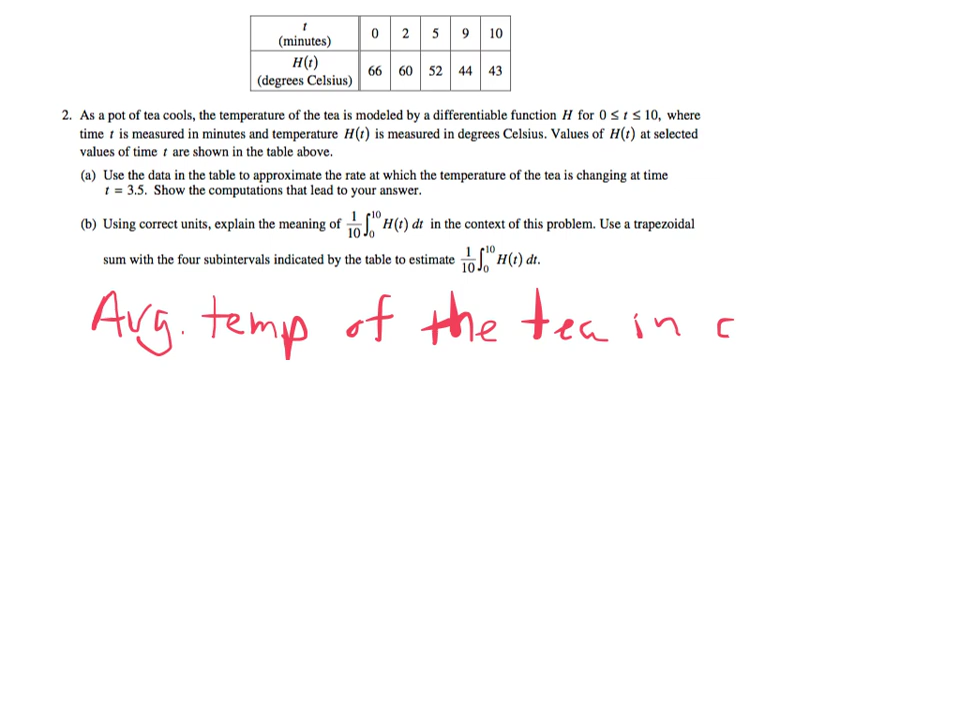 t (minutes) 0 2 5 9 10
H(t) (degrees Celsius) 66 60 52 44 43
2. As a pot of tea cools, the temperature of the tea is modeled by a differentiable function H for 0 ≤ t ≤ 10, where
time t is measured in minutes and temperature H(t) is measured in degrees Celsius. Values of H(t) at selected
values of time t are shown in the table above.
(a) Use the data in the table to approximate the rate at which the temperature of the tea is changing at time
t = 3.5. Show the computations that lead to your answer.
(b) Using correct units, explain the meaning of 1/10 ∫₀¹⁰ H(t) dt in the context of this problem. Use a trapezoidal
sum with the four subintervals indicated by the table to estimate 1/10 ∫₀¹⁰ H(t) dt.
Avg. temp of the tea in c